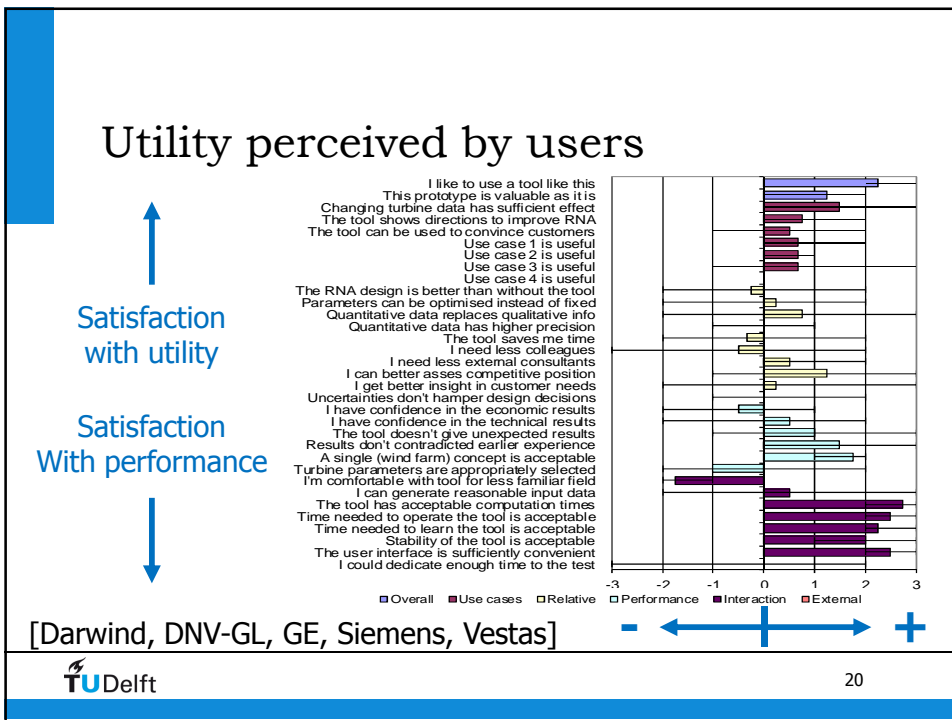 Utility perceived by users
I like to use a tool like this
This prototype is valuable as it is
Changing turbine data has sufficient effect
The tool shows directions to improve RNA
The tool can be used to convince customers
Use case 1 is useful
Use case 2 is useful
Use case 3 is useful
Use case 4 is useful
The RNA design is better than without the tool
Parameters can be optimised instead of fixed
Quantitative data replaces qualitative info
Quantitative data has higher precision
The tool saves me time
I need less colleagues
I need less external consultants
I can better asses competitive position
I get better insight in customer needs
Uncertainties don't hamper design decisions
I have confidence in the economic results
I have confidence in the technical results
The tool doesn't give unexpected results
Results don't contradicted earlier experience
A single (wind farm) concept is acceptable
Turbine parameters are appropriately selected
I'm comfortable with tool for less familiar field
I can generate reasonable input data
The tool has acceptable computation times
Time needed to operate the tool is acceptable
Time needed to learn the tool is acceptable
Stability of the tool is acceptable
The user interface is sufficiently convenient
I could dedicate enough time to the test
Satisfaction
with utility
Satisfaction
With performance
-3 -2 -1 0 1 2 3
Overall Use cases Relative Performance Interaction External
- +
[Darwind, DNV-GL, GE, Siemens, Vestas]
TUDelft
20